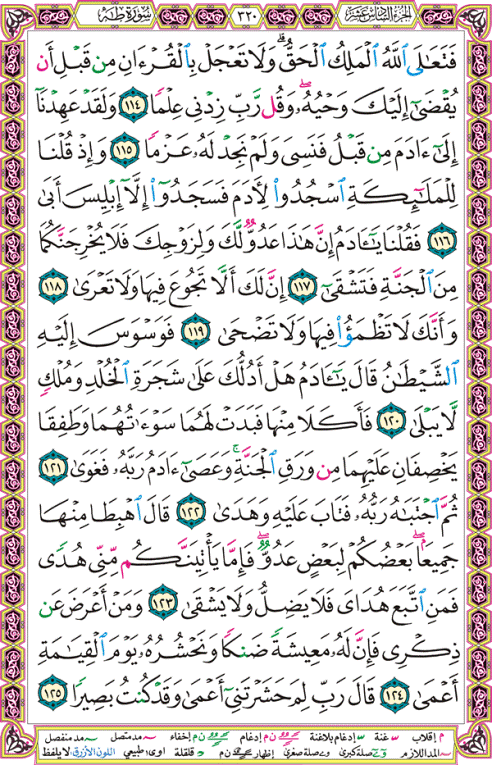 الجزء السادس عشر ٣٢٠ سورة طه
فَتَعَٰلَى ٱللَّهُ ٱلْمَلِكُ ٱلْحَقُّ ۗ وَلَا تَعْجَلْ بِٱلْقُرْءَانِ مِن قَبْلِ أَن
يُقْضَىٰٓ إِلَيْكَ وَحْيُهُۥ ۖ وَقُل رَّبِّ زِدْنِى عِلْمًا ١١٤ وَلَقَدْ عَهِدْنَآ
إِلَىٰٓ ءَادَمَ مِن قَبْلُ فَنَسِىَ وَلَمْ نَجِدْ لَهُۥ عَزْمًا ١١٥ وَإِذْ قُلْنَا
لِلْمَلَٰٓئِكَةِ ٱسْجُدُوا۟ لِءَادَمَ فَسَجَدُوٓا۟ إِلَّآ إِبْلِيسَ أَبَىٰ
١١٦ فَقُلْنَا يَٰٓـَٔادَمُ إِنَّ هَٰذَا عَدُوٌّ لَّكَ وَلِزَوْجِكَ فَلَا يُخْرِجَنَّكُمَا
مِنَ ٱلْجَنَّةِ فَتَشْقَىٰٓ ١١٧ إِنَّ لَكَ أَلَّا تَجُوعَ فِيهَا وَلَا تَعْرَىٰ ١١٨
وَأَنَّكَ لَا تَظْمَؤُا۟ فِيهَا وَلَا تَضْحَىٰ ١١٩ فَوَسْوَسَ إِلَيْهِ
ٱلشَّيْطَٰنُ قَالَ يَٰٓـَٔادَمُ هَلْ أَدُلُّكَ عَلَىٰ شَجَرَةِ ٱلْخُلْدِ وَمُلْكٍ
لَّا يَبْلَىٰ ١٢٠ فَأَكَلَا مِنْهَا فَبَدَتْ لَهُمَا سَوْءَٰتُهُمَا وَطَفِقَا
يَخْصِفَانِ عَلَيْهِمَا مِن وَرَقِ ٱلْجَنَّةِ ۚ وَعَصَىٰٓ ءَادَمُ رَبَّهُۥ فَغَوَىٰ ١٢١
ثُمَّ ٱجْتَبَٰهُ رَبُّهُۥ فَتَابَ عَلَيْهِ وَهَدَىٰ ١٢٢ قَالَ ٱهْبِطَا مِنْهَا
جَمِيعًۢا ۖ بَعْضُكُمْ لِبَعْضٍ عَدُوٌّ ۖ فَإِمَّا يَأْتِيَنَّكُم مِّنِّى هُدًى
فَمَنِ ٱتَّبَعَ هُدَاىَ فَلَا يَضِلُّ وَلَا يَشْقَىٰ ١٢٣ وَمَنْ أَعْرَضَ عَن
ذِكْرِى فَإِنَّ لَهُۥ مَعِيشَةً ضَنكًا وَنَحْشُرُهُۥ يَوْمَ ٱلْقِيَٰمَةِ
أَعْمَىٰ ١٢٤ قَالَ رَبِّ لِمَ حَشَرْتَنِىٓ أَعْمَىٰ وَقَدْ كُنتُ بَصِيرًا ١٢٥
م إقلاب س غنة إدغام بلاغنة ن م إدغام ن م إخفاء مد متصل مد منفصل
المد اللازم صلة كبرى وصلة صغرى إظهار ن م قلقلة اوى: طبيعي اللون الأزرق: لا يلفظ